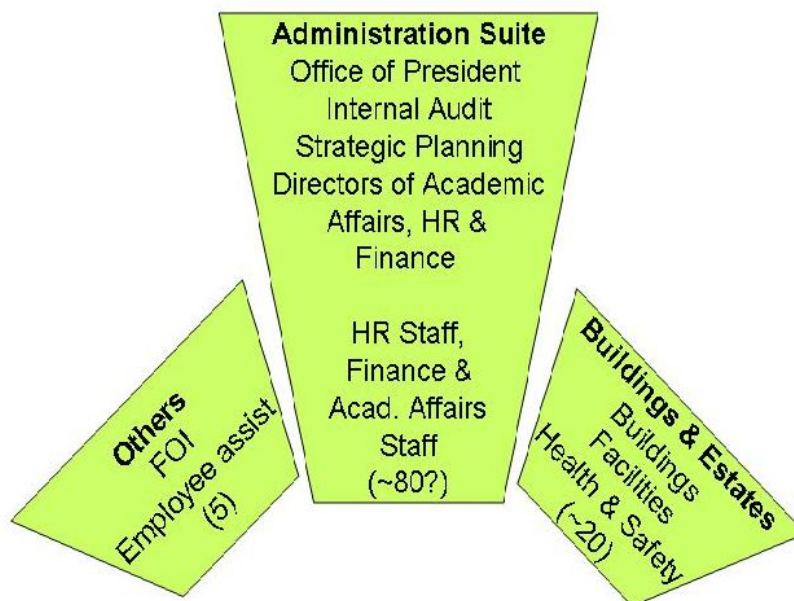 Administration Suite
Office of President
Internal Audit
Strategic Planning
Directors of Academic
Affairs, HR &
Finance
HR Staff,
Finance &
Acad. Affairs
Staff
(~80?)
Others
FOI
Employee assist
(5)
Buildings & Estates
Buildings
Facilities
Health & Safety
(~20)